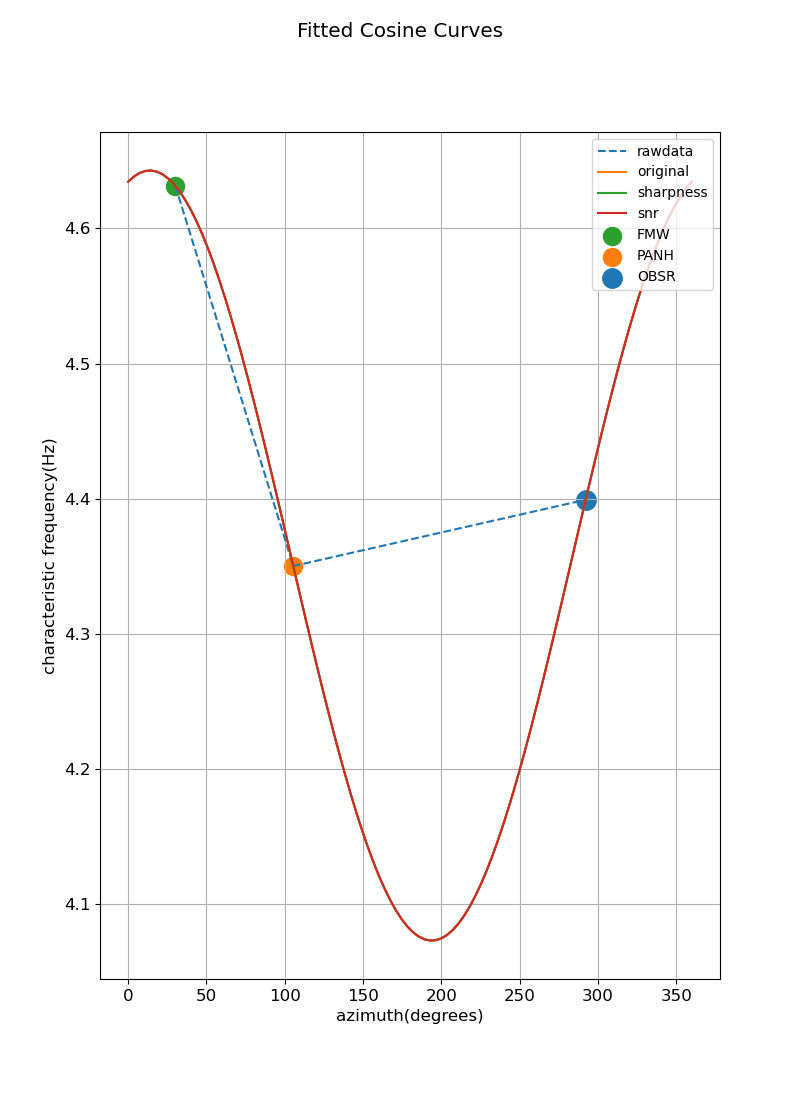 Fitted Cosine Curves
rawdata
original
sharpness
snr
FMW
PANH
OBSR
4.6
4.5
4.4
4.3
4.2
4.1
characteristic frequency(Hz)
0 50 100 150 200 250 300 350
azimuth(degrees)